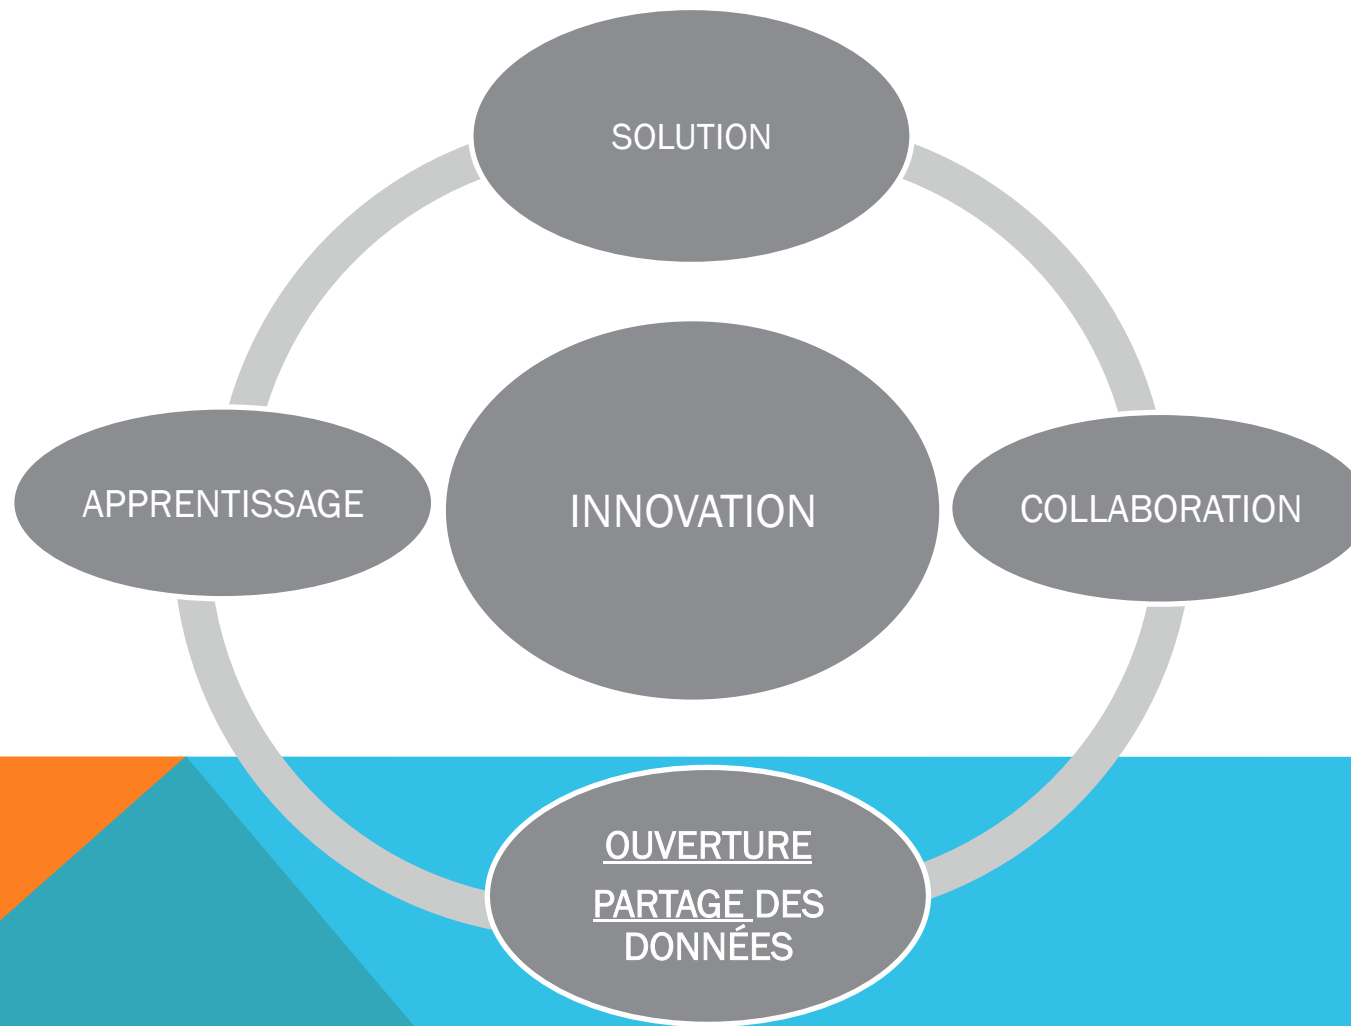 SOLUTION
APPRENTISSAGE
INNOVATION
COLLABORATION
OUVERTURE
PARTAGE DES
DONNÉES